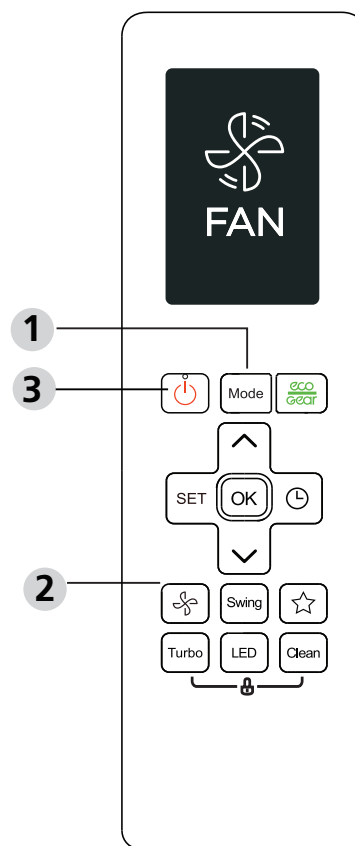 FAN
1
3
Mode
eco
Gear
SET
OK
2
Swing
Turbo
LED
Clean